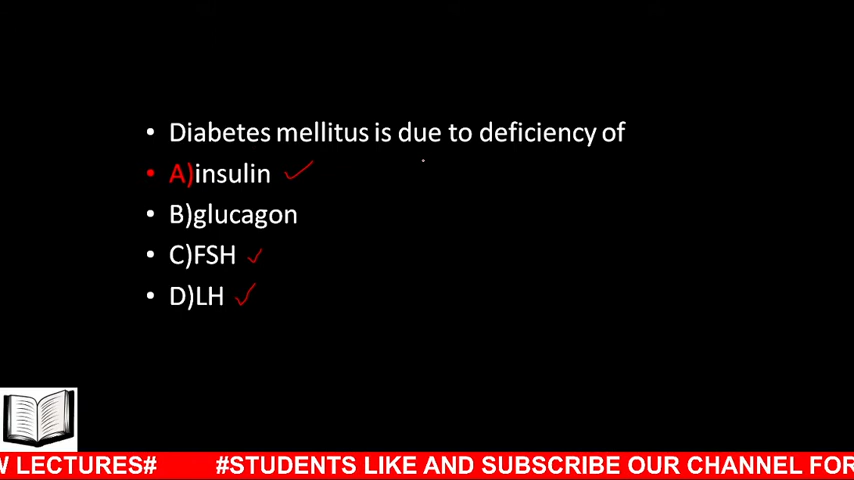 • Diabetes mellitus is due to deficiency of
• A)insulin ✓
• B)glucagon
• C)FSH ✓
• D)LH ✓
W LECTURES# #STUDENTS LIKE AND SUBSCRIBE OUR CHANNEL FOR